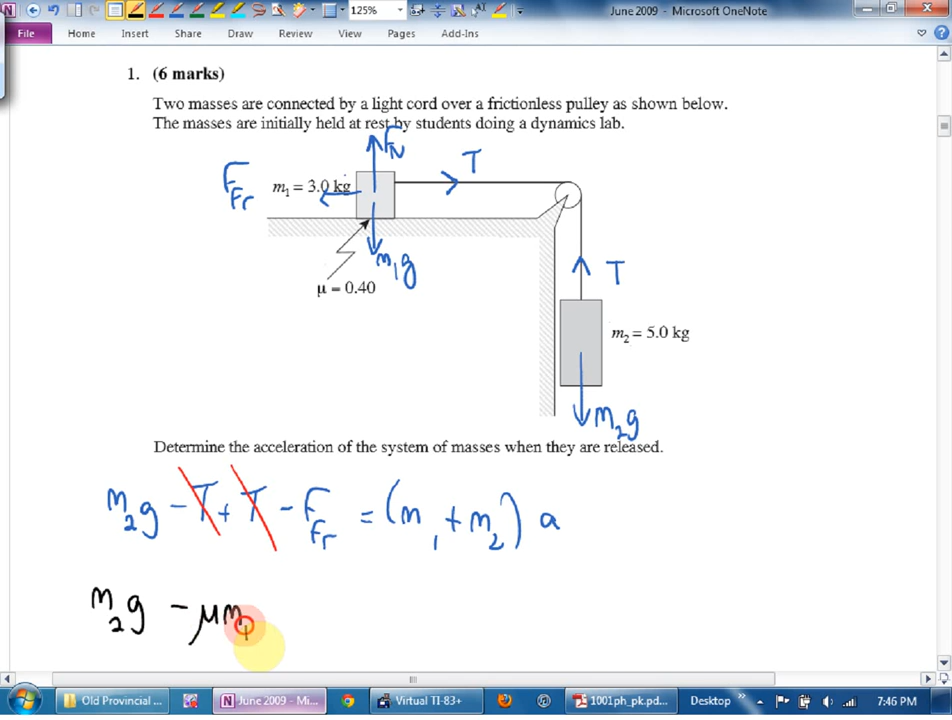 June 2009 - Microsoft OneNote
125%
File Home Insert Share Draw Review View Pages Add-Ins
1. (6 marks)
Two masses are connected by a light cord over a frictionless pulley as shown below.
The masses are initially held at rest by students doing a dynamics lab.
F_N
T
F_Fr
m₁ = 3.0 kg
m₁g
μ = 0.40
T
m₂ = 5.0 kg
m₂g
Determine the acceleration of the system of masses when they are released.
m₂g - T + T - F_Fr = (m₁ + m₂) a
m₂g - μm₁
Old Provincial ... June 2009 - Mi... Virtual TI-83+ 1001ph_pk.pd... Desktop 7:46 PM